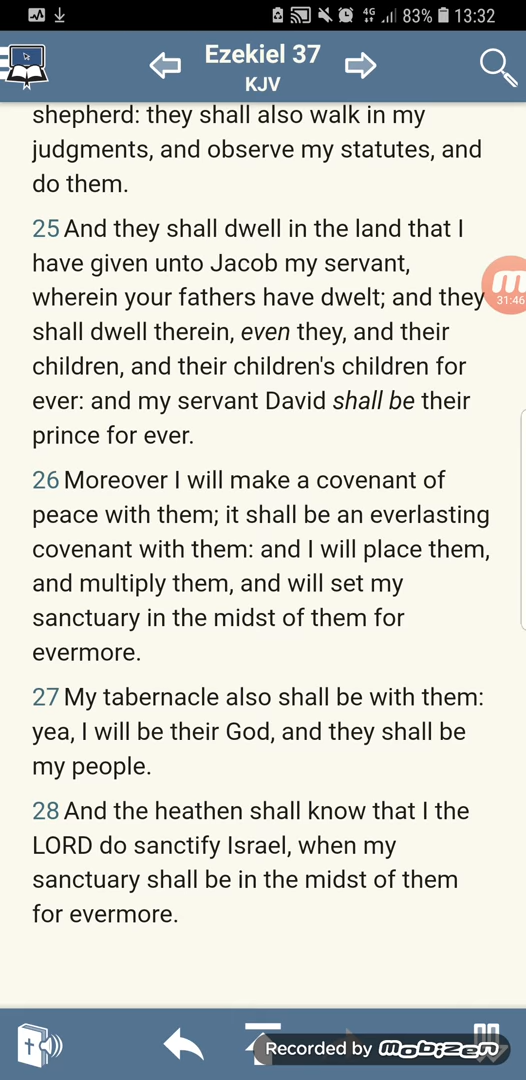 4G 83% 13:32
Ezekiel 37
KJV
shepherd: they shall also walk in my
judgments, and observe my statutes, and
do them.
25 And they shall dwell in the land that I
have given unto Jacob my servant,
wherein your fathers have dwelt; and they
31:46
shall dwell therein, even they, and their
children, and their children's children for
ever: and my servant David shall be their
prince for ever.
26 Moreover I will make a covenant of
peace with them; it shall be an everlasting
covenant with them: and I will place them,
and multiply them, and will set my
sanctuary in the midst of them for
evermore.
27 My tabernacle also shall be with them:
yea, I will be their God, and they shall be
my people.
28 And the heathen shall know that I the
LORD do sanctify Israel, when my
sanctuary shall be in the midst of them
for evermore.
Recorded by mobizen